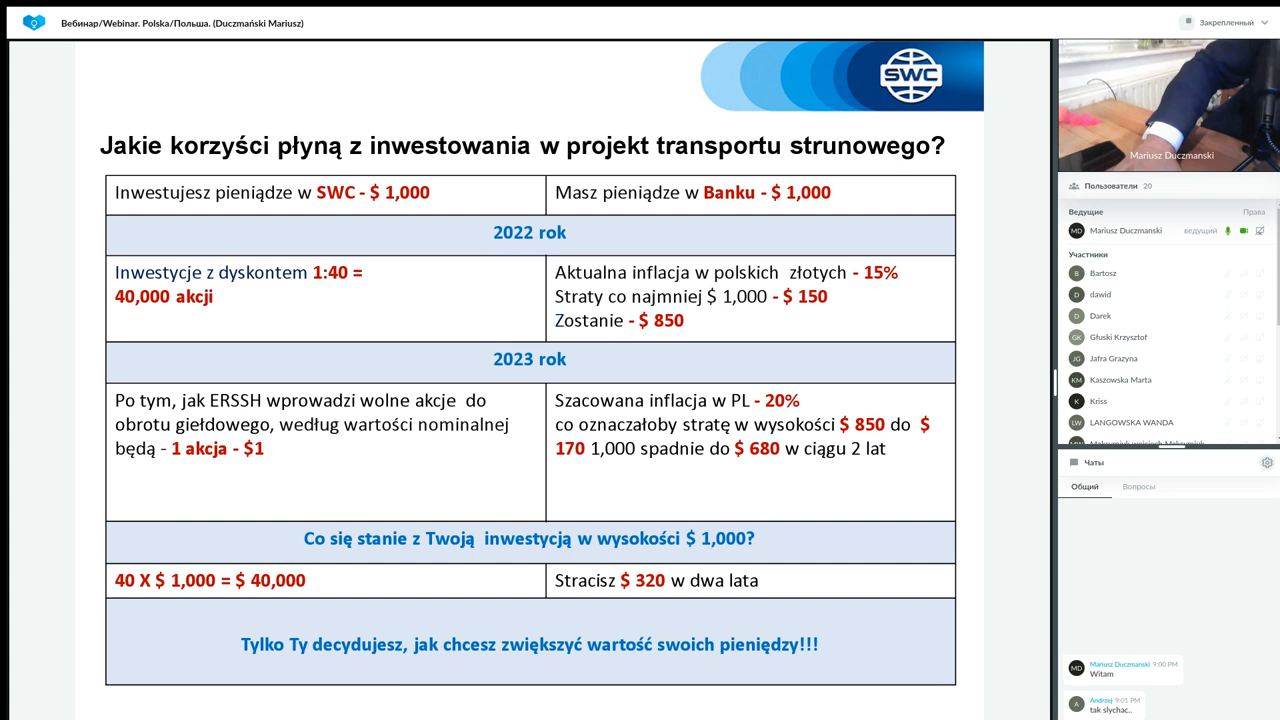 Вебинар/Webinar. Polska/Польша. (Duczmański Mariusz)
Закрепленный
SWC
Jakie korzyści płyną z inwestowania w projekt transportu strunowego?
Inwestujesz pieniądze w SWC - $ 1,000
Masz pieniądze w Banku - $ 1,000
2022 rok
Inwestycje z dyskontem 1:40 =
40,000 akcji
Aktualna inflacja w polskich złotych - 15%
Straty co najmniej $ 1,000 - $ 150
Zostanie - $ 850
2023 rok
Po tym, jak ERSSH wprowadzi wolne akcje do
obrotu giełdowego, według wartości nominalnej
będą - 1 akcja - $1
Szacowana inflacja w PL - 20%
co oznaczałoby stratę w wysokości $ 850 do $
170 1,000 spadnie do $ 680 w ciągu 2 lat
Co się stanie z Twoją inwestycją w wysokości $ 1,000?
40 X $ 1,000 = $ 40,000
Stracisz $ 320 w dwa lata
Tylko Ty decydujesz, jak chcesz zwiększyć wartość swoich pieniędzy!!!
Mariusz Duczmanski
Пользователи 20
Ведущие Права
MD Mariusz Duczmanski ведущий
Участники
B Bartosz
D dawid
D Darek
GK Głuski Krzysztof
JG Jafra Grazyna
KM Kaszowska Marta
K Kriss
LW LANGOWSKA WANDA
Чаты
Общий Вопросы
MD Mariusz Duczmanski 9:00 PM
Witam
A Andrzej 9:01 PM
tak slychac..